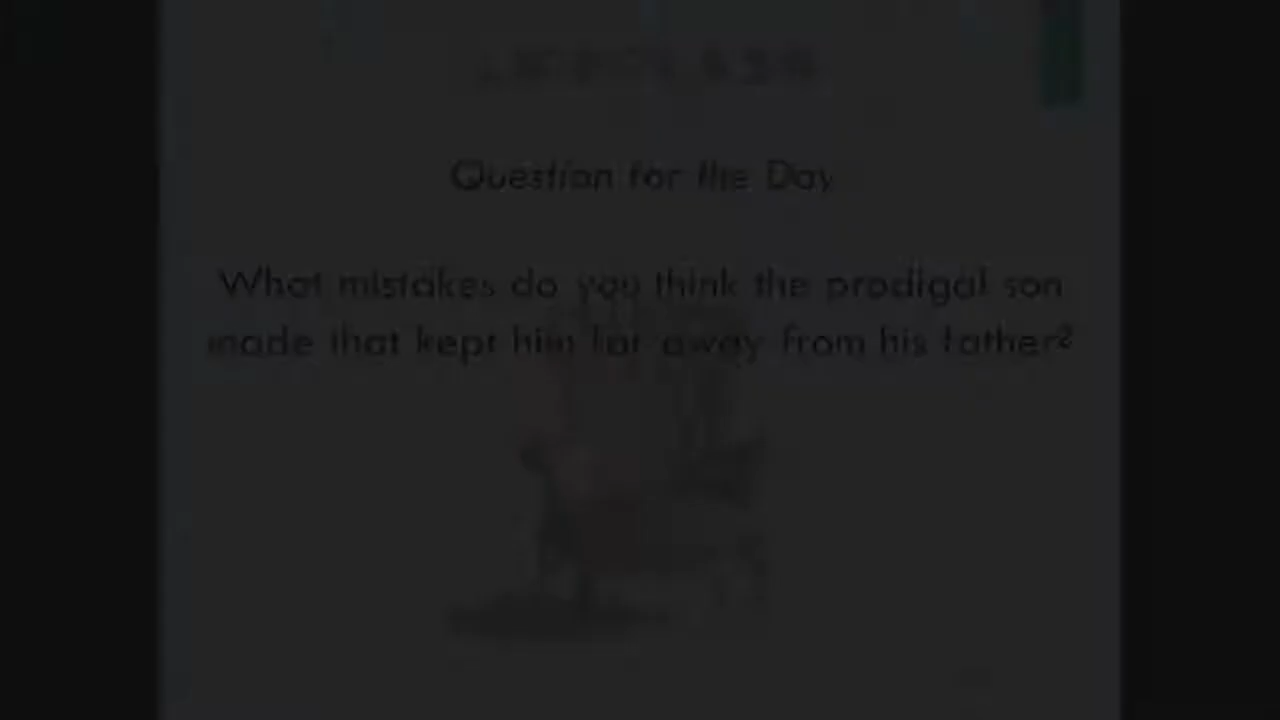 Question for the Day
What mistakes do you think the prodigal son
made that kept him far away from his father?